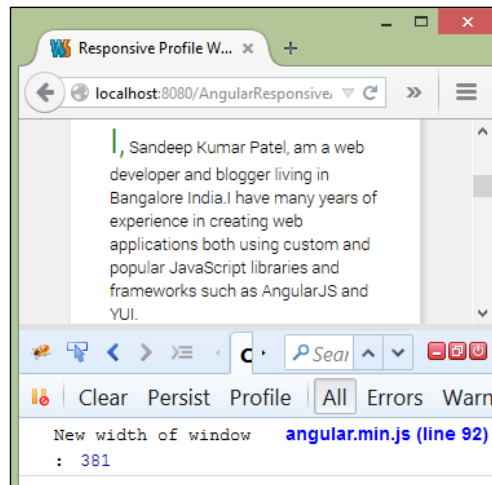 Responsive Profile W...
localhost:8080/AngularResponsive
I, Sandeep Kumar Patel, am a web
developer and blogger living in
Bangalore India.I have many years of
experience in creating web
applications both using custom and
popular JavaScript libraries and
frameworks such as AngularJS and
YUI.
C
Sear
Clear Persist Profile All Errors Warn
New width of window angular.min.js (line 92)
: 381